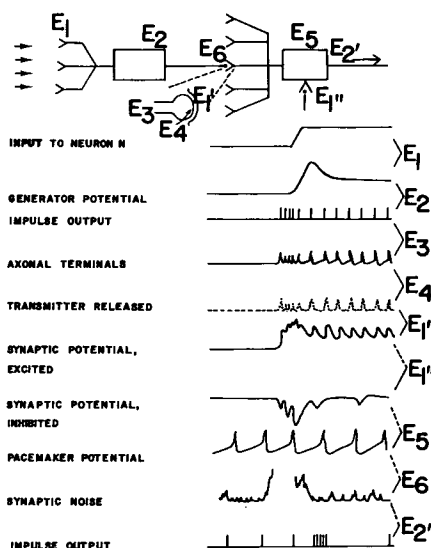 E1
E2
E6
E5
E2'
E3
E4
E1'
E1"
INPUT TO NEURON N
E1
GENERATOR POTENTIAL
E2
IMPULSE OUTPUT
E3
AXONAL TERMINALS
E4
TRANSMITTER RELEASED
E1'
SYNAPTIC POTENTIAL,
EXCITED
E1"
SYNAPTIC POTENTIAL,
INHIBITED
E5
PACEMAKER POTENTIAL
E6
SYNAPTIC NOISE
E2'
IMPULSE OUTPUT